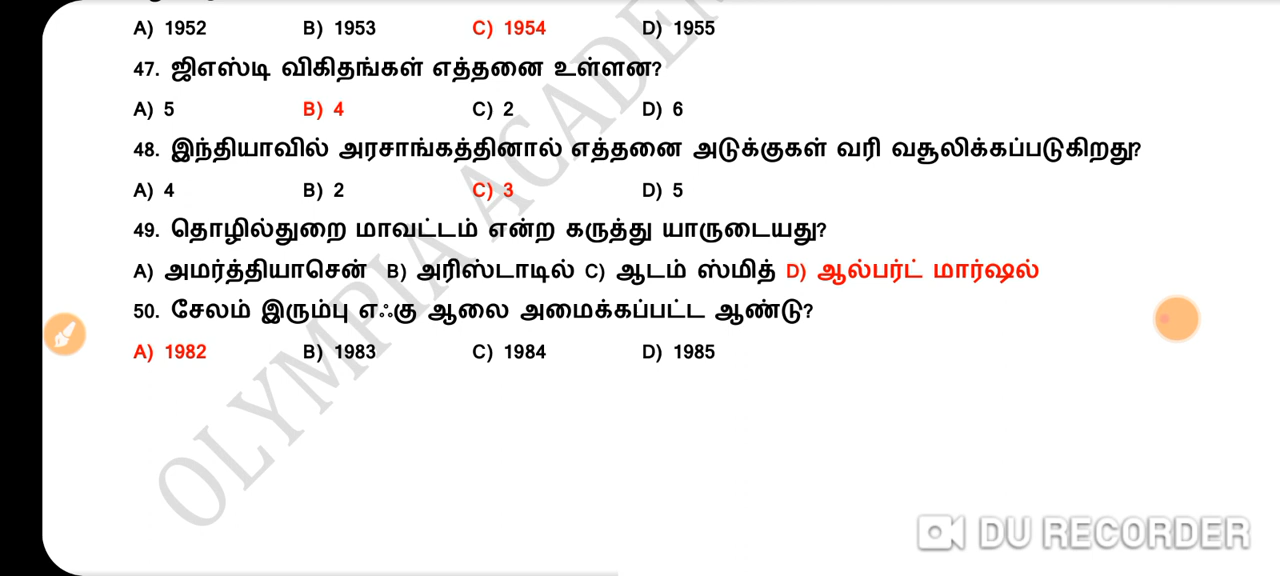 A) 1952 B) 1953 C) 1954 D) 1955
47. ஜிஎஸ்டி விகிதங்கள் எத்தனை உள்ளன?
A) 5 B) 4 C) 2 D) 6
48. இந்தியாவில் அரசாங்கத்தினால் எத்தனை அடுக்குகள் வரி வசூலிக்கப்படுகிறது?
A) 4 B) 2 C) 3 D) 5
49. தொழில்துறை மாவட்டம் என்ற கருத்து யாருடையது?
A) அமர்த்தியாசென் B) அரிஸ்டாடில் C) ஆடம் ஸ்மித் D) ஆல்பர்ட் மார்ஷல்
50. சேலம் இரும்பு எஃகு ஆலை அமைக்கப்பட்ட ஆண்டு?
A) 1982 B) 1983 C) 1984 D) 1985
OLYMPIA ACADEM
DU RECORDER